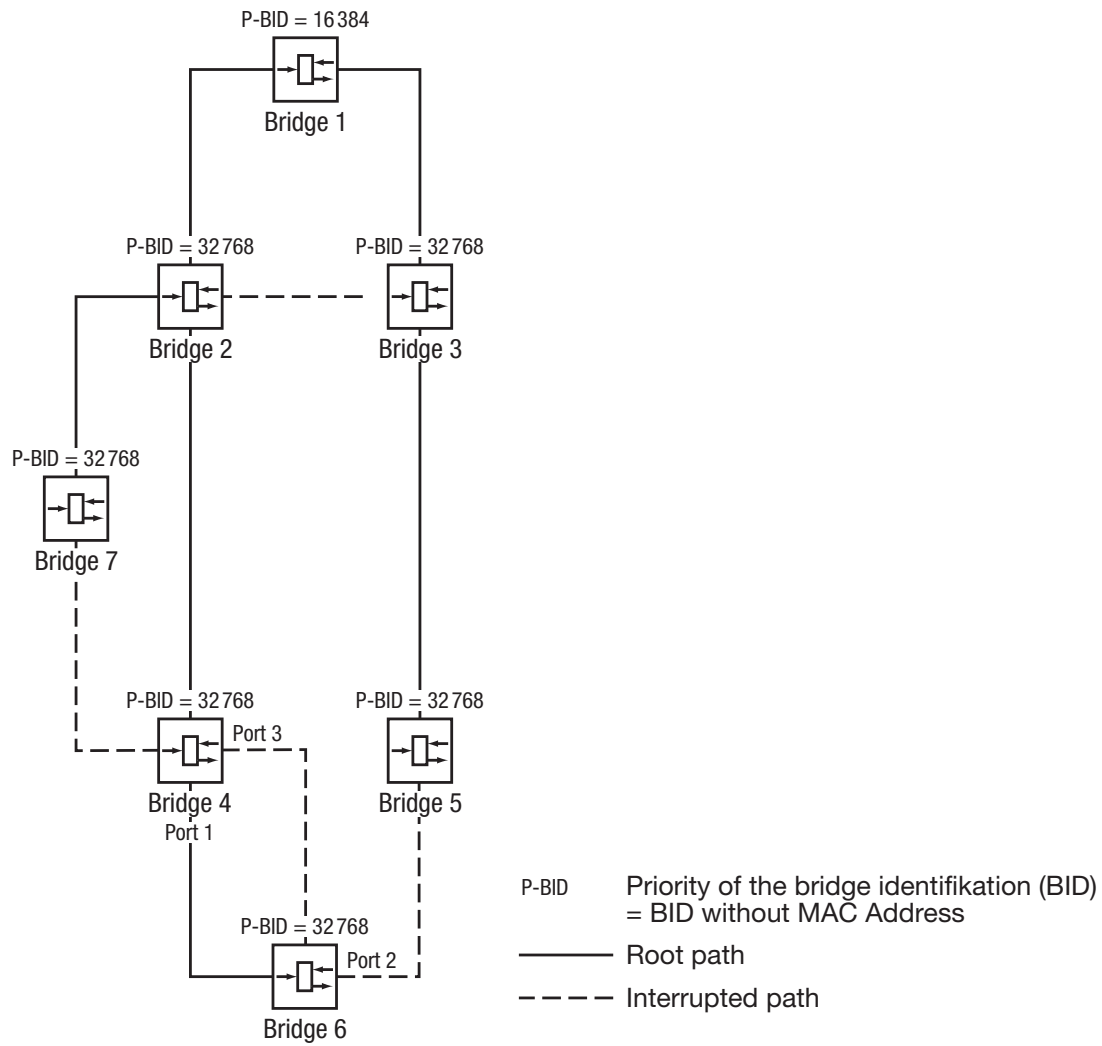 P-BID = 16 384
Bridge 1
P-BID = 32 768
P-BID = 32 768
Bridge 2
Bridge 3
P-BID = 32 768
Bridge 7
P-BID = 32 768
P-BID = 32 768
Port 3
Bridge 4
Bridge 5
Port 1
P-BID = 32 768
Port 2
Bridge 6
P-BID Priority of the bridge identifikation (BID)
= BID without MAC Address
Root path
Interrupted path